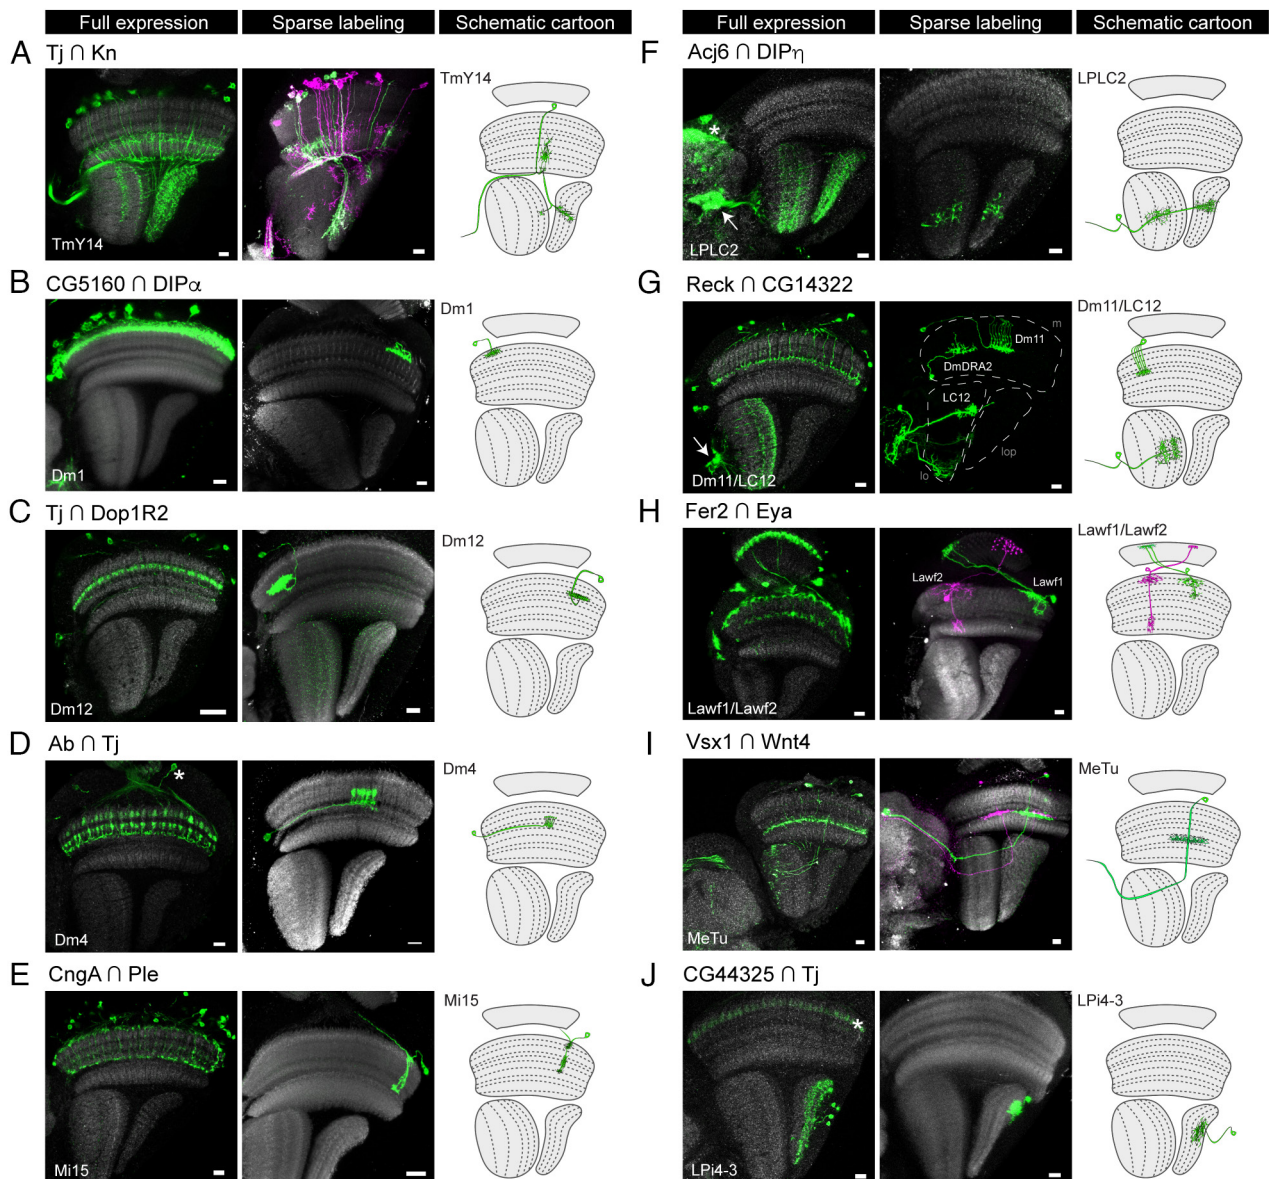 Full expression Sparse labeling Schematic cartoon
A Tj ∩ Kn
TmY14
TmY14
B CG5160 ∩ DIPα
Dm1
Dm1
C Tj ∩ Dop1R2
Dm12
Dm12
D Ab ∩ Tj
*
Dm4
Dm4
E CngA ∩ Ple
Mi15
Mi15
Full expression Sparse labeling Schematic cartoon
F Acj6 ∩ DIPη
*
LPLC2
LPLC2
G Reck ∩ CG14322
Dm11/LC12
m
Dm11
DmDRA2
LC12
lop
lo
Dm11/LC12
H Fer2 ∩ Eya
Lawf1/Lawf2
Lawf2 Lawf1
Lawf1/Lawf2
I Vsx1 ∩ Wnt4
MeTu
MeTu
J CG44325 ∩ Tj
*
LPi4-3
LPi4-3